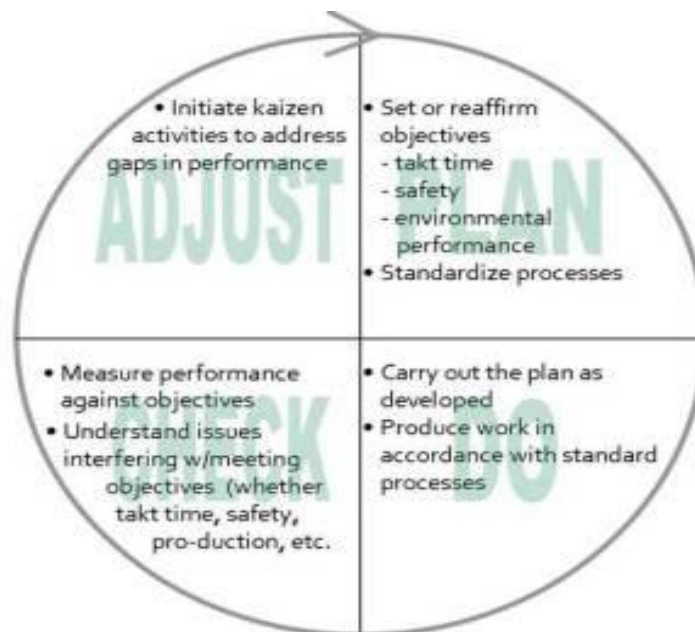 • Initiate kaizen
activities to address
gaps in performance
ADJUST
• Set or reaffirm
objectives
- takt time
- safety
- environmental
performance
• Standardize processes
PLAN
• Measure performance
against objectives
• Understand issues
interfering w/meeting
objectives (whether
takt time, safety,
pro-duction, etc.
CHECK
• Carry out the plan as
developed
• Produce work in
accordance with standard
processes
DO